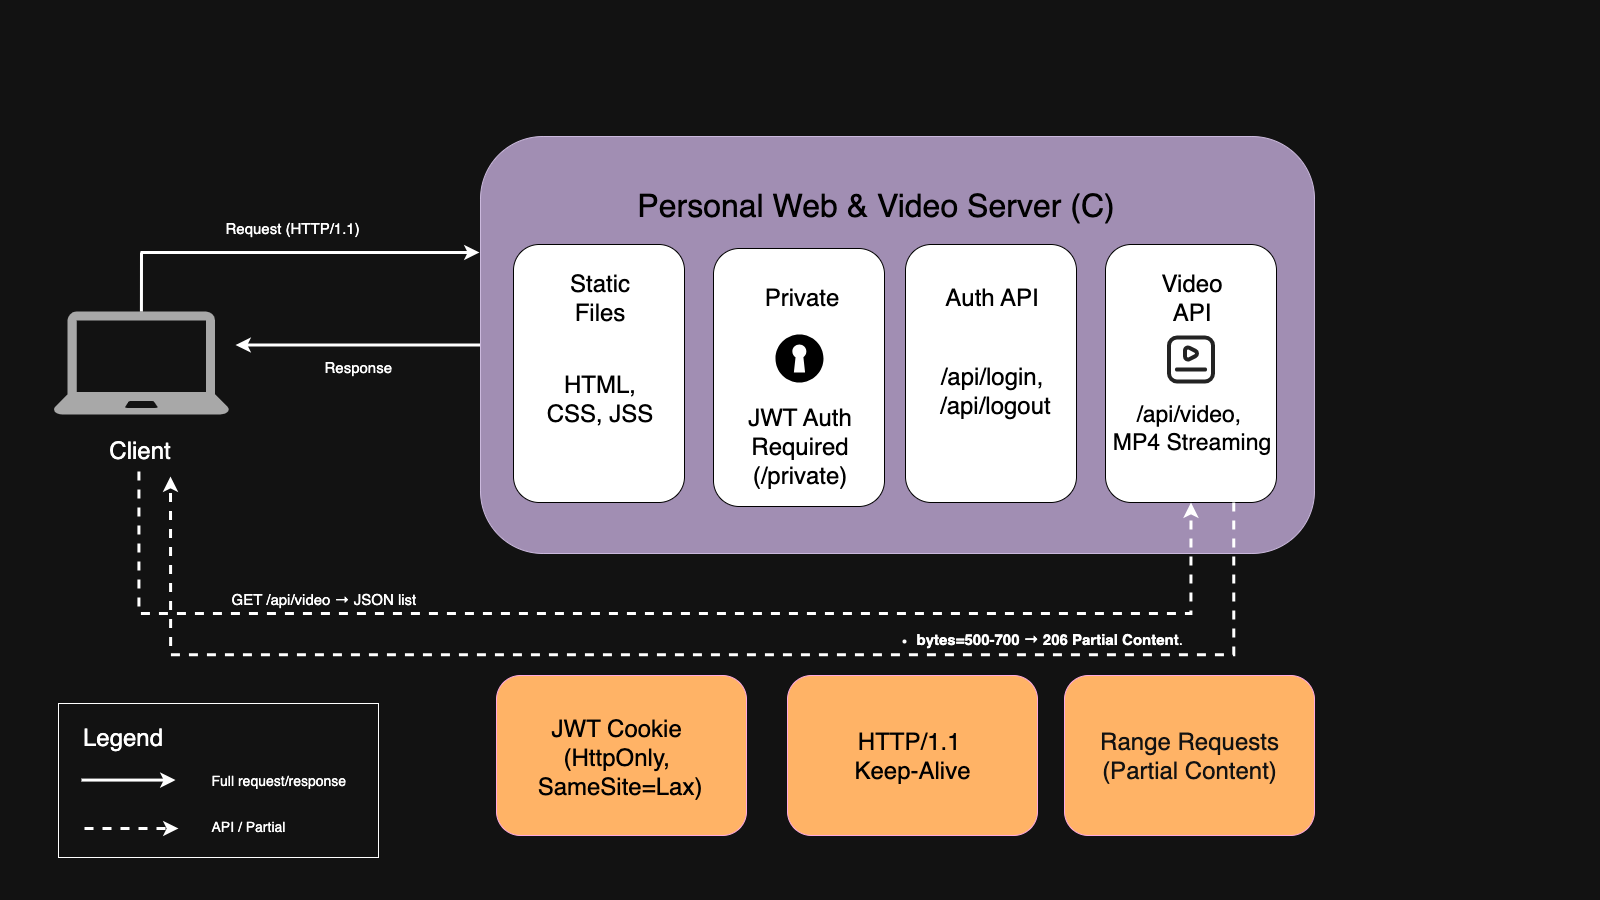 Personal Web & Video Server (C)
Request (HTTP/1.1)
Response
Client
Static
Files
HTML,
CSS, JSS
Private
JWT Auth
Required
(/private)
Auth API
/api/login,
/api/logout
Video
API
/api/video,
MP4 Streaming
GET /api/video → JSON list
• bytes=500-700 → 206 Partial Content.
JWT Cookie
(HttpOnly,
SameSite=Lax)
HTTP/1.1
Keep-Alive
Range Requests
(Partial Content)
Legend
Full request/response
API / Partial